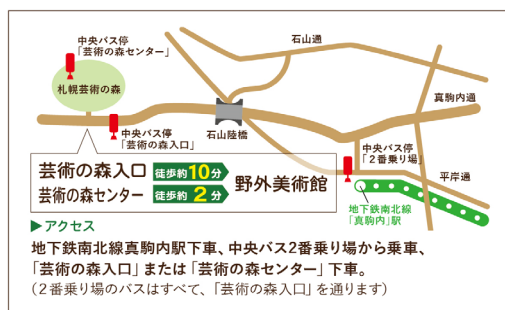 中央バス停
「芸術の森センター」
石山通
札幌芸術の森
真駒内通
中央バス停
「芸術の森入口」
石山陸橋
中央バス停
「2番乗り場」
芸術の森入口 徒歩約10分
芸術の森センター 徒歩約2分
野外美術館
平岸通
地下鉄南北線
「真駒内」駅
▶アクセス
地下鉄南北線真駒内駅下車、中央バス2番乗り場から乗車、
「芸術の森入口」または「芸術の森センター」下車。
（２番乗り場のバスはすべて、「芸術の森入口」を通ります）